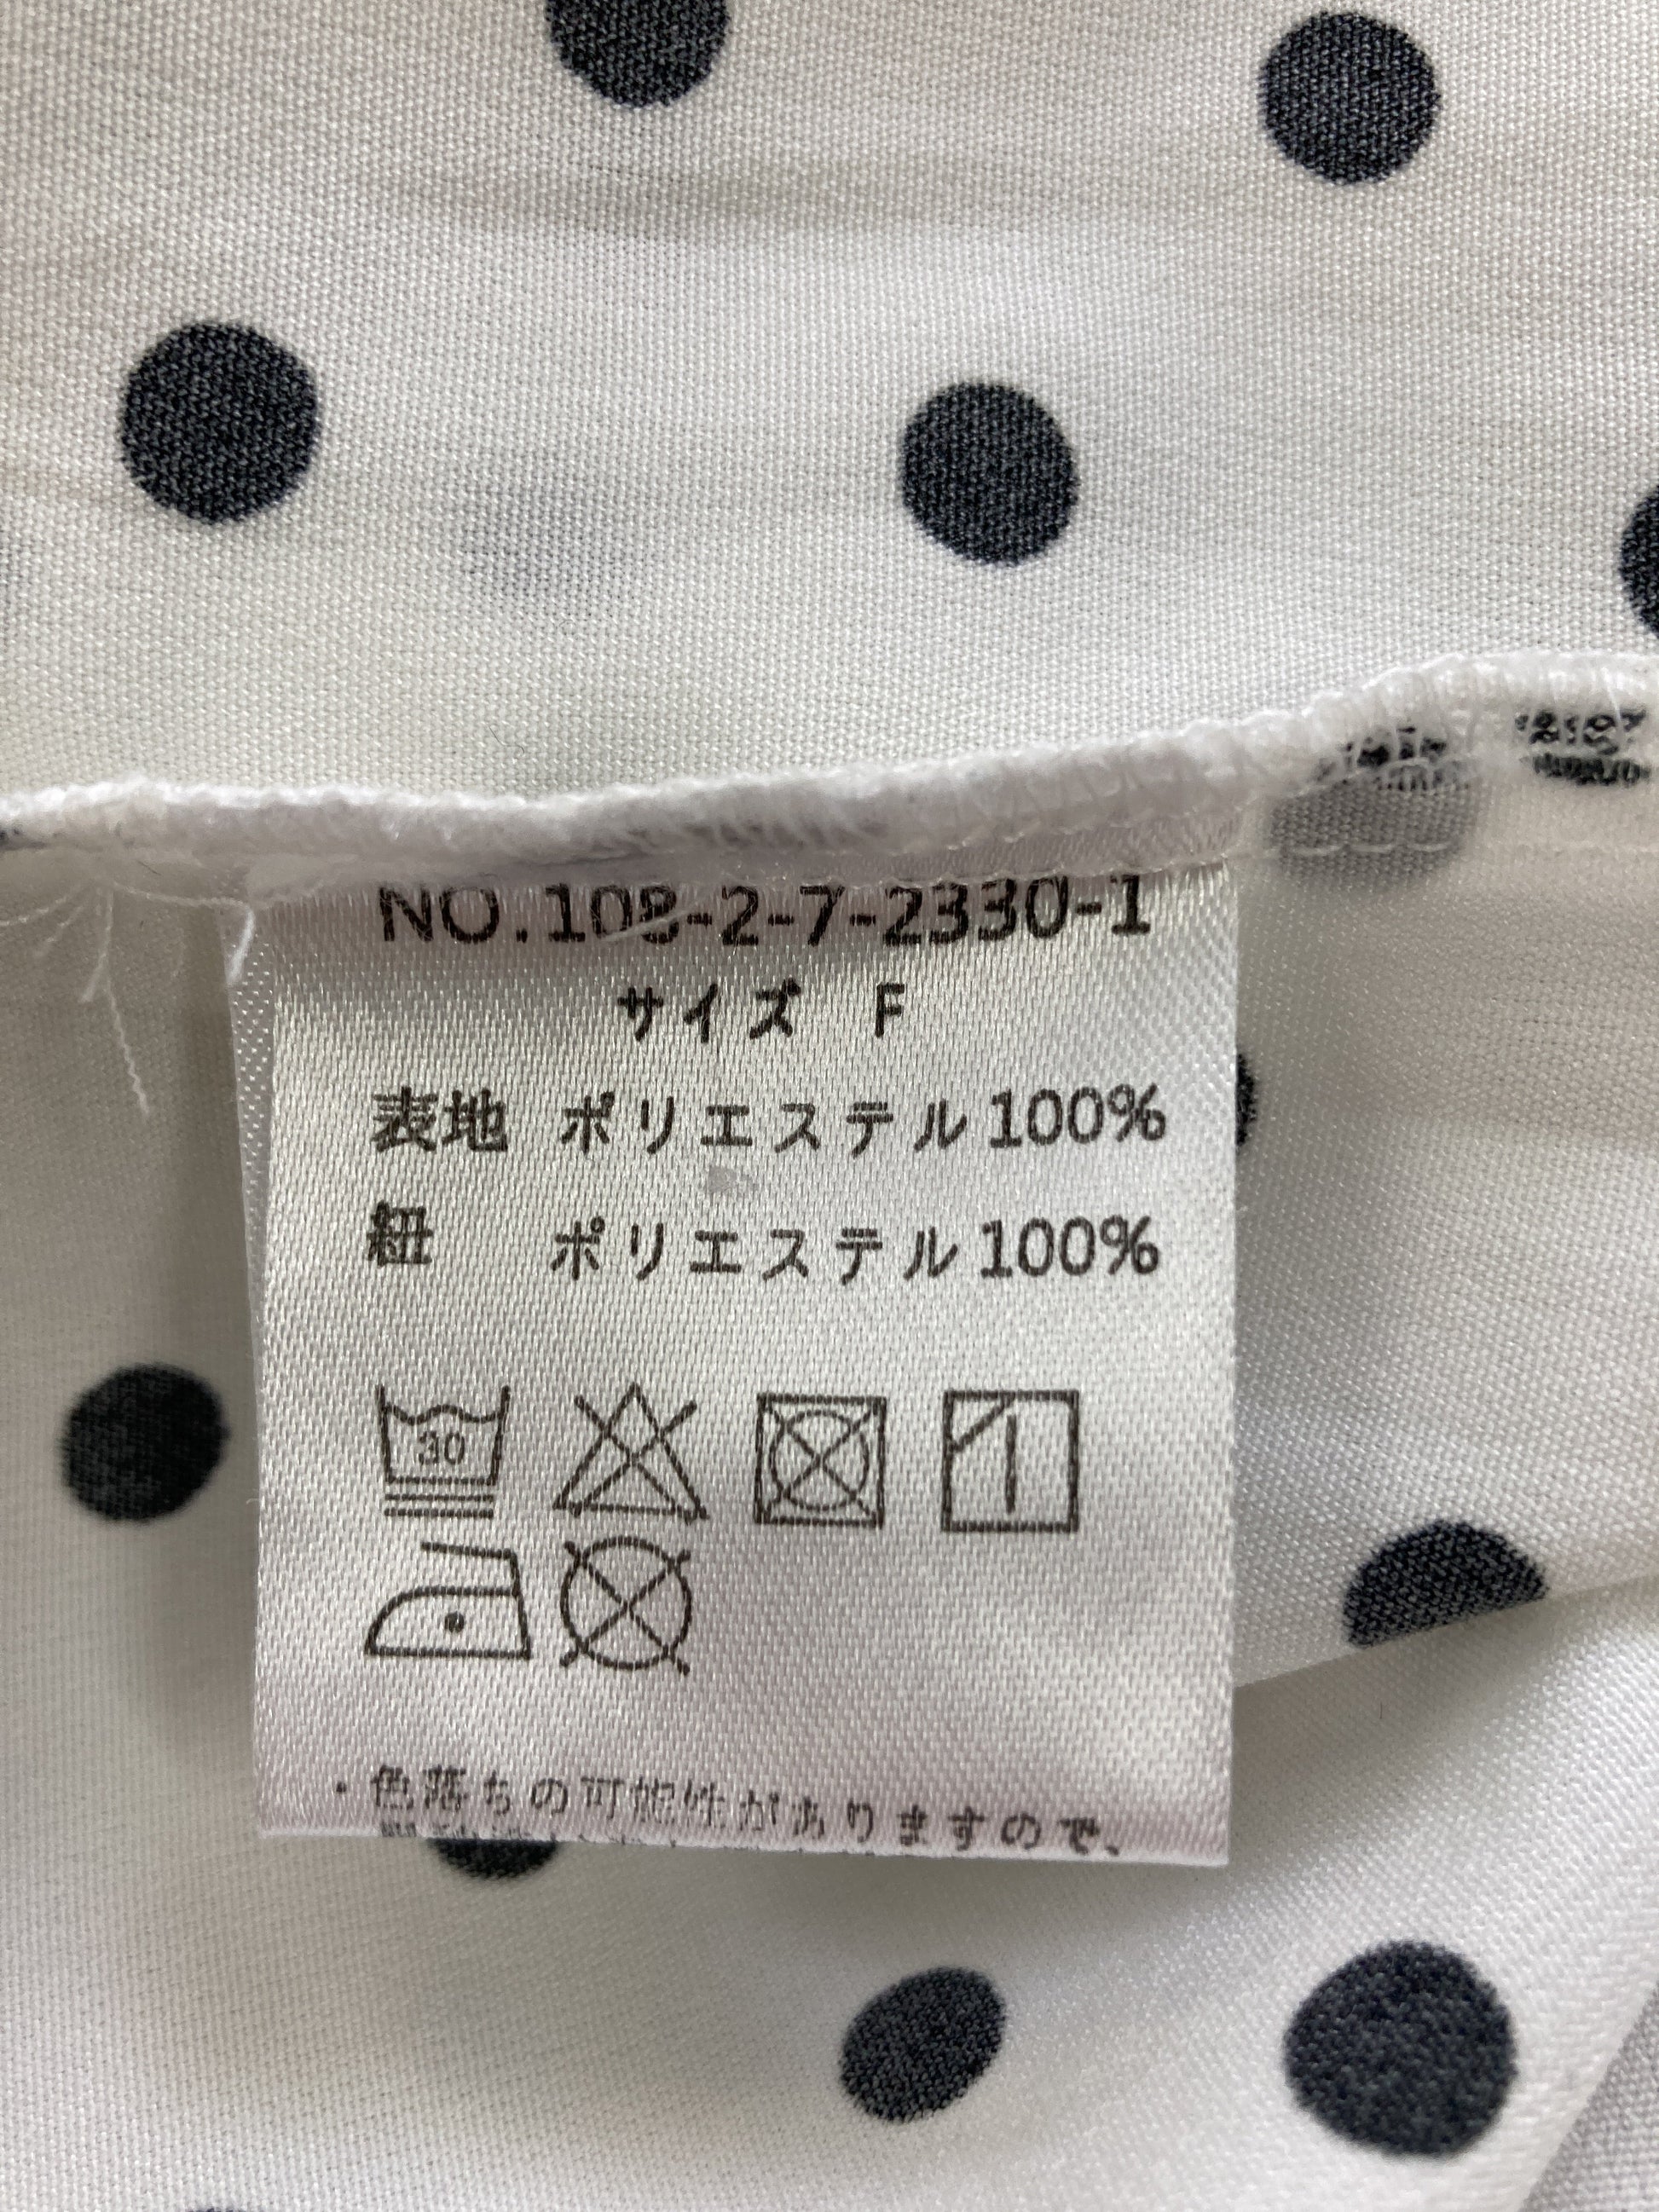 NO.108-2-7-2330-1
サイズ F
表地 ポリエステル100%
紐 ポリエステル100%
30
・色落ちの可能性がありますので、